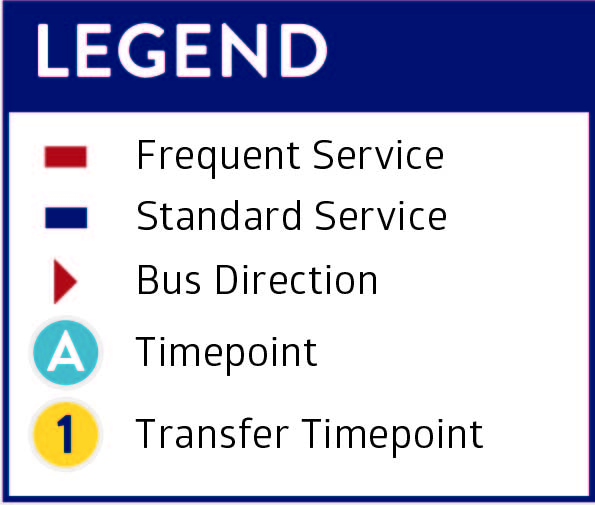 LEGEND
Frequent Service
Standard Service
Bus Direction
A Timepoint
1 Transfer Timepoint